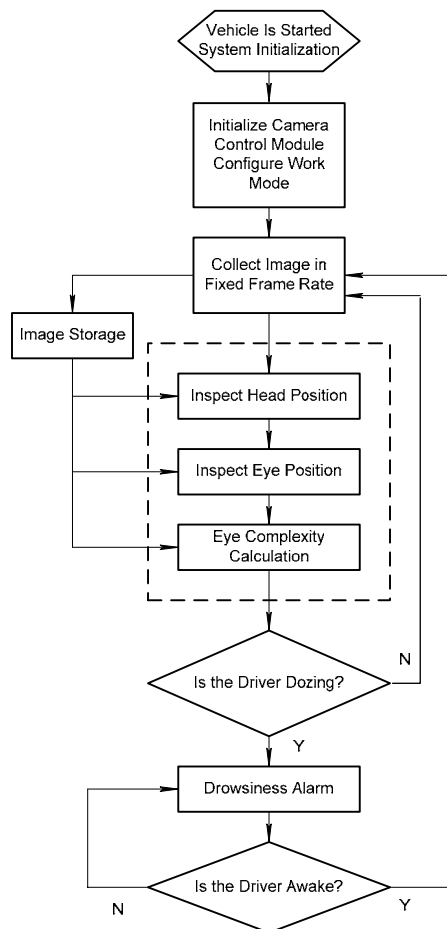 Vehicle Is Started
System Initialization
Initialize Camera
Control Module
Configure Work
Mode
Collect Image in
Fixed Frame Rate
Image Storage
Inspect Head Position
Inspect Eye Position
Eye Complexity
Calculation
Is the Driver Dozing?
N
Y
Drowsiness Alarm
Is the Driver Awake?
N
Y